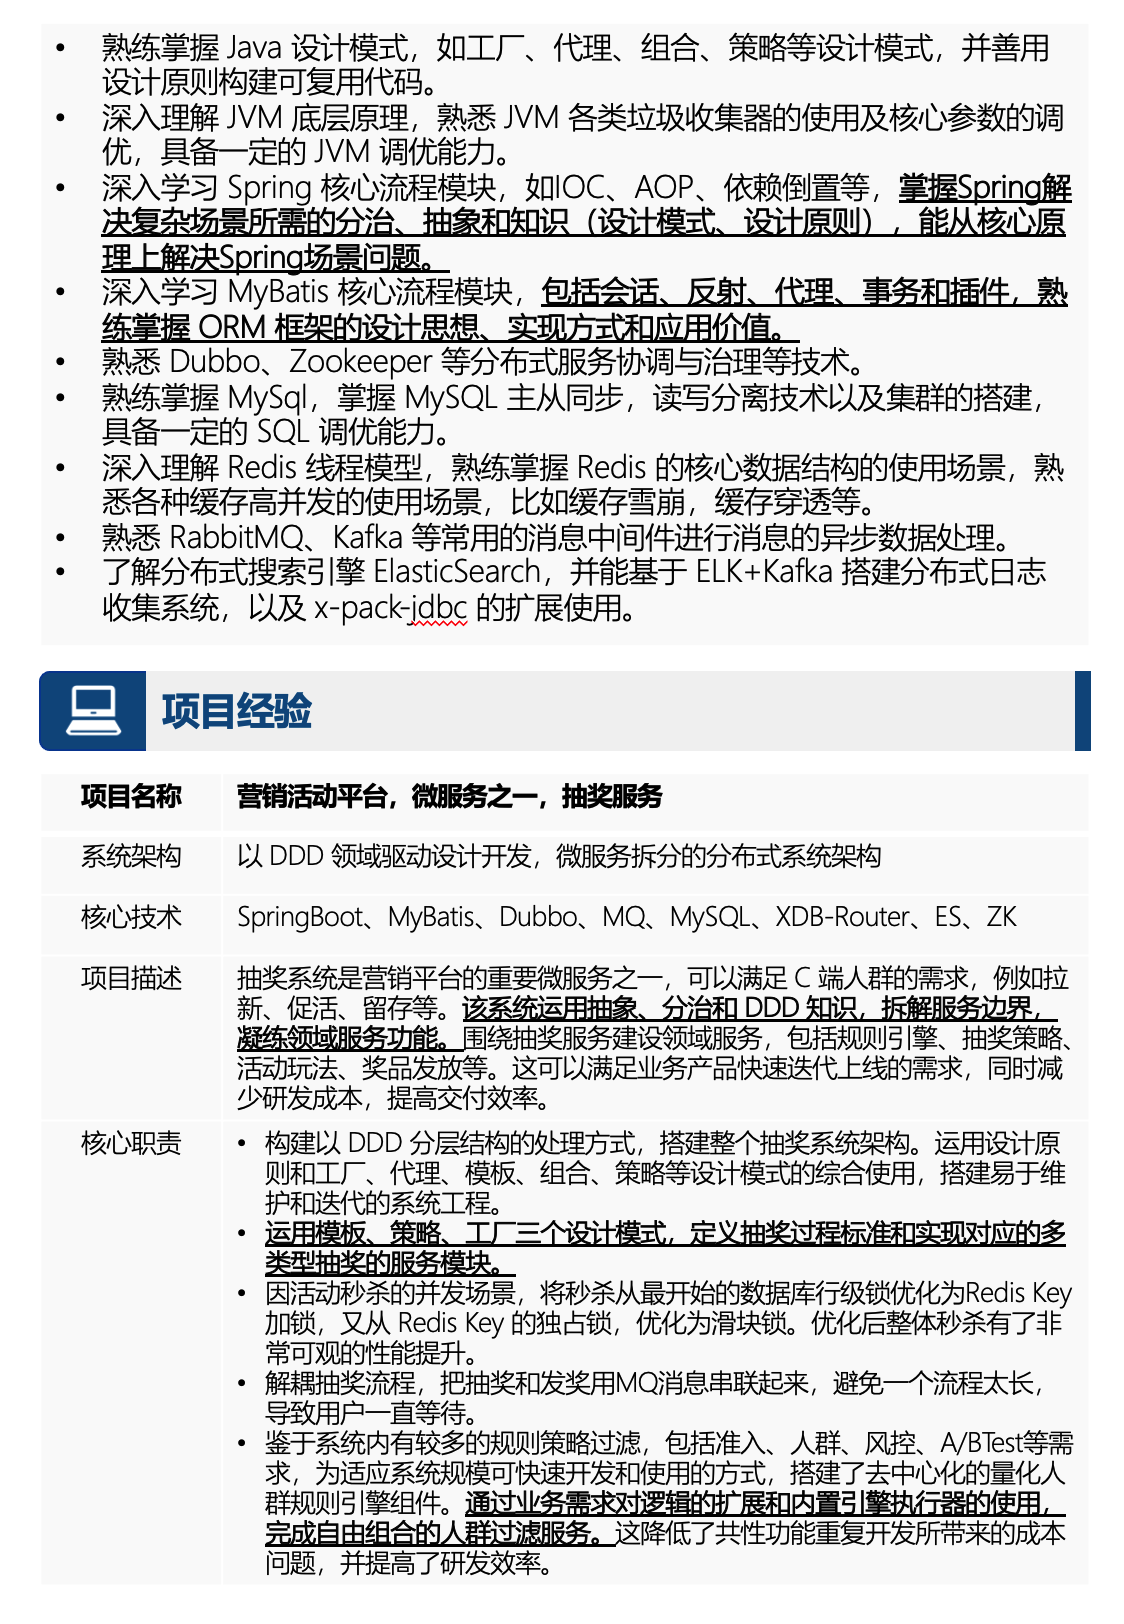 • 熟练掌握 Java 设计模式，如工厂、代理、组合、策略等设计模式，并善用
设计原则构建可复用代码。
• 深入理解 JVM 底层原理，熟悉 JVM 各类垃圾收集器的使用及核心参数的调
优，具备一定的 JVM 调优能力。
• 深入学习 Spring 核心流程模块，如IOC、AOP、依赖倒置等，掌握Spring解
决复杂场景所需的分治、抽象和知识（设计模式、设计原则），能从核心原
理上解决Spring场景问题。
• 深入学习 MyBatis 核心流程模块，包括会话、反射、代理、事务和插件，熟
练掌握 ORM 框架的设计思想、实现方式和应用价值。
• 熟悉 Dubbo、Zookeeper 等分布式服务协调与治理等技术。
• 熟练掌握 MySql，掌握 MySQL 主从同步，读写分离技术以及集群的搭建，
具备一定的 SQL 调优能力。
• 深入理解 Redis 线程模型，熟练掌握 Redis 的核心数据结构的使用场景，熟
悉各种缓存高并发的使用场景，比如缓存雪崩，缓存穿透等。
• 熟悉 RabbitMQ、Kafka 等常用的消息中间件进行消息的异步数据处理。
• 了解分布式搜索引擎 ElasticSearch，并能基于 ELK+Kafka 搭建分布式日志
收集系统，以及 x-pack-jdbc 的扩展使用。
项目经验
项目名称 营销活动平台，微服务之一，抽奖服务
系统架构 以 DDD 领域驱动设计开发，微服务拆分的分布式系统架构
核心技术 SpringBoot、MyBatis、Dubbo、MQ、MySQL、XDB-Router、ES、ZK
项目描述 抽奖系统是营销平台的重要微服务之一，可以满足 C 端人群的需求，例如拉
新、促活、留存等。该系统运用抽象、分治和 DDD 知识，拆解服务边界，
凝练领域服务功能。围绕抽奖服务建设领域服务，包括规则引擎、抽奖策略、
活动玩法、奖品发放等。这可以满足业务产品快速迭代上线的需求，同时减
少研发成本，提高交付效率。
核心职责 • 构建以 DDD 分层结构的处理方式，搭建整个抽奖系统架构。运用设计原
则和工厂、代理、模板、组合、策略等设计模式的综合使用，搭建易于维
护和迭代的系统工程。
• 运用模板、策略、工厂三个设计模式，定义抽奖过程标准和实现对应的多
类型抽奖的服务模块。
• 因活动秒杀的并发场景，将秒杀从最开始的数据库行级锁优化为Redis Key
加锁，又从 Redis Key 的独占锁，优化为滑块锁。优化后整体秒杀有了非
常可观的性能提升。
• 解耦抽奖流程，把抽奖和发奖用MQ消息串联起来，避免一个流程太长，
导致用户一直等待。
• 鉴于系统内有较多的规则策略过滤，包括准入、人群、风控、A/BTest等需
求，为适应系统规模可快速开发和使用的方式，搭建了去中心化的量化人
群规则引擎组件。通过业务需求对逻辑的扩展和内置引擎执行器的使用，
完成自由组合的人群过滤服务。这降低了共性功能重复开发所带来的成本
问题，并提高了研发效率。